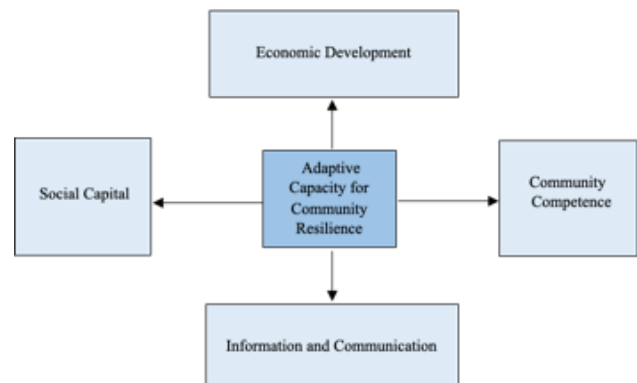 Economic Development
Social Capital
Adaptive
Capacity for
Community
Resilience
Community
Competence
Information and Communication